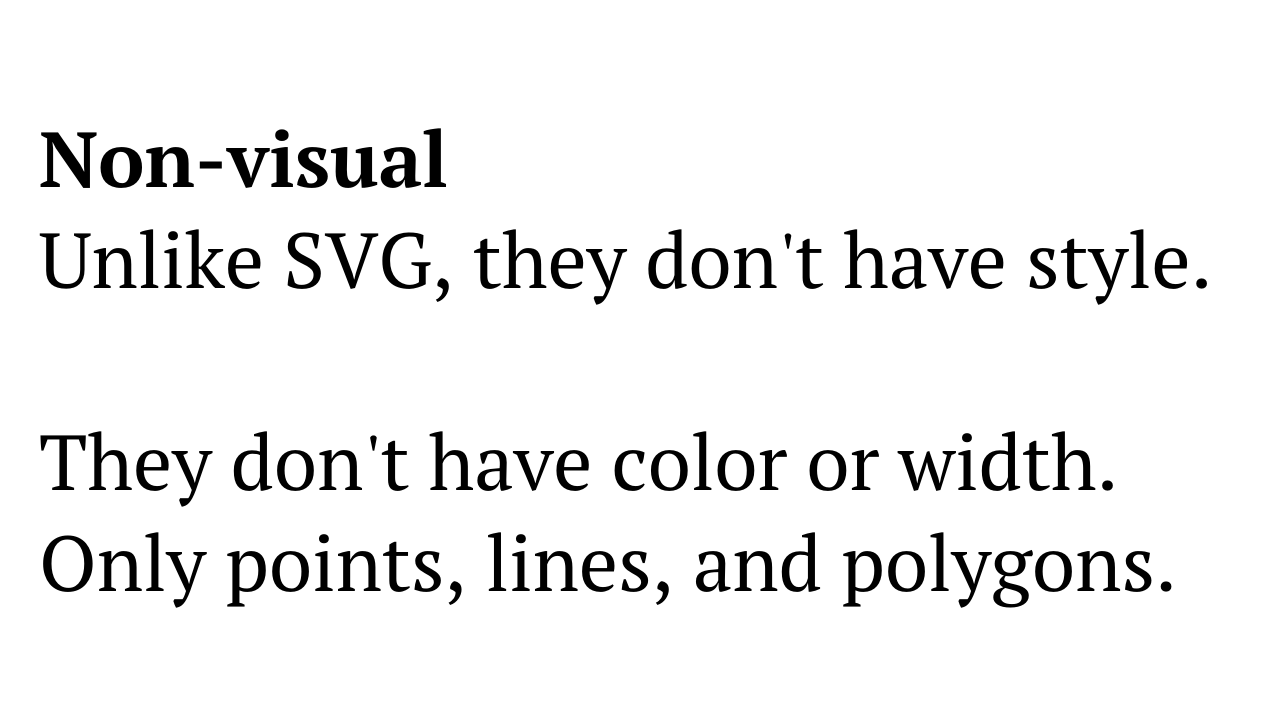 Non-visual
Unlike SVG, they don't have style.
They don't have color or width.
Only points, lines, and polygons.